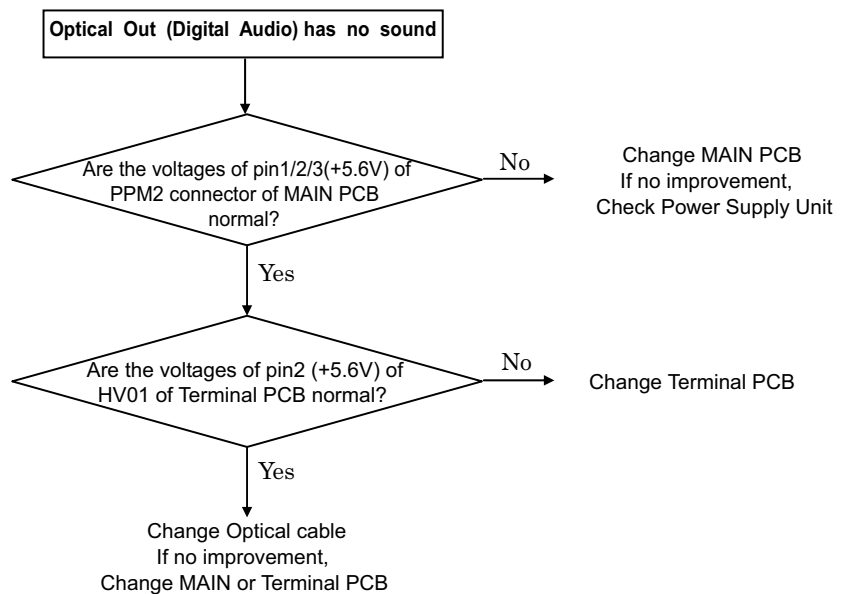 Optical Out (Digital Audio) has no sound
Are the voltages of pin1/2/3(+5.6V) of
PPM2 connector of MAIN PCB
normal?
No
Change MAIN PCB
If no improvement,
Check Power Supply Unit
Yes
Are the voltages of pin2 (+5.6V) of
HV01 of Terminal PCB normal?
No
Change Terminal PCB
Yes
Change Optical cable
If no improvement,
Change MAIN or Terminal PCB